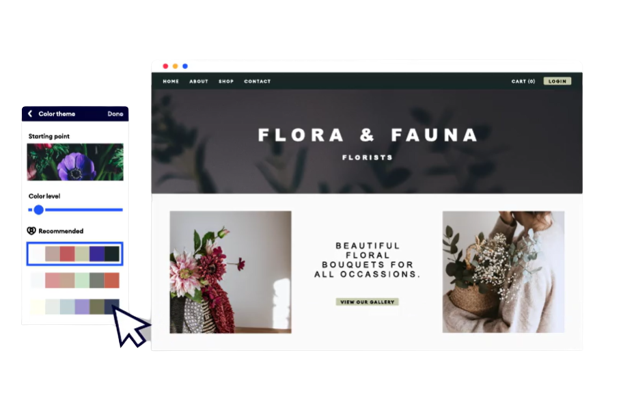 Color theme
Done
Starting point
Color level
Recommended
HOME ABOUT SHOP CONTACT
CART (0) LOGIN
FLORA & FAUNA
FLORISTS
BEAUTIFUL
FLORAL
BOUQUETS FOR
ALL OCCASSIONS.
VIEW OUR GALLERY